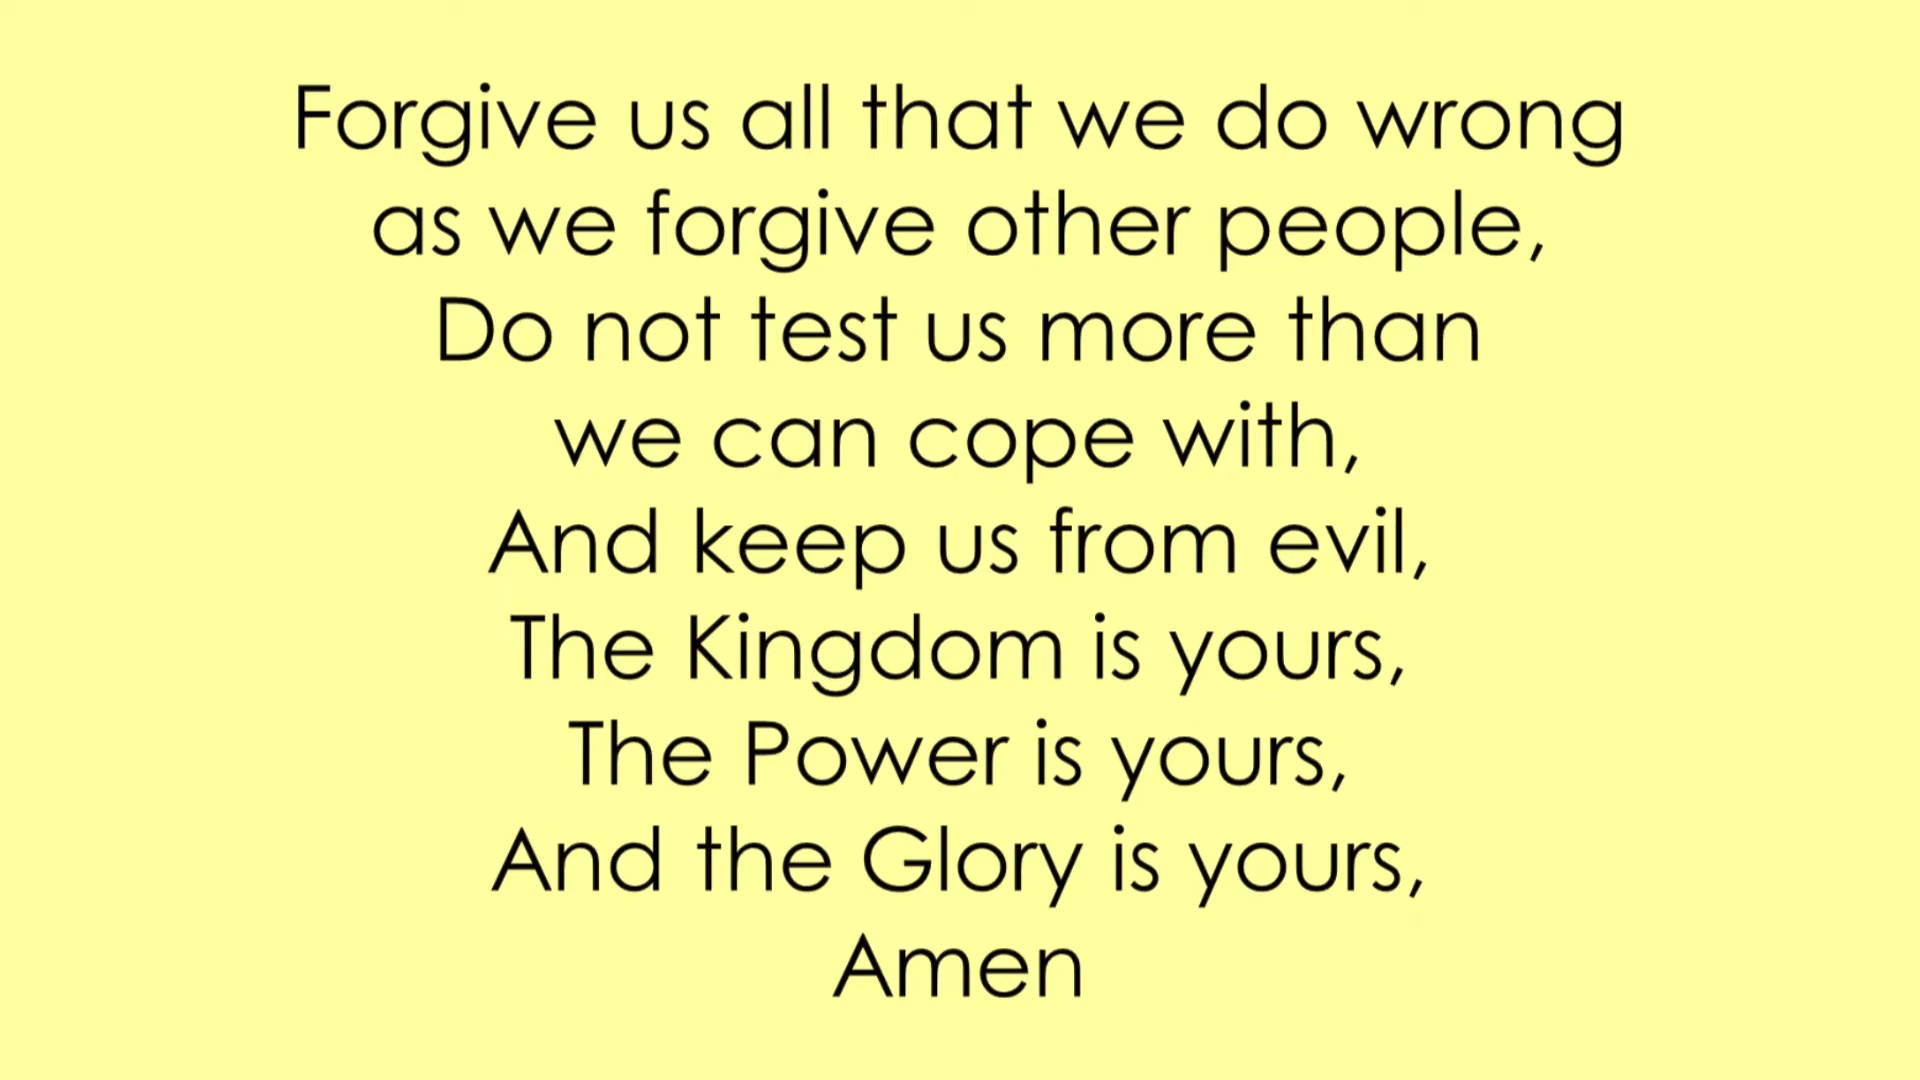 Forgive us all that we do wrong
as we forgive other people,
Do not test us more than
we can cope with,
And keep us from evil,
The Kingdom is yours,
The Power is yours,
And the Glory is yours,
Amen